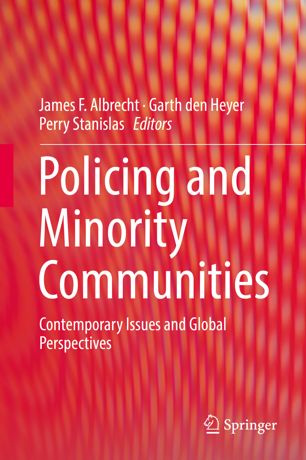 James F. Albrecht · Garth den Heyer
Perry Stanislas Editors
Policing and
Minority
Communities
Contemporary Issues and Global
Perspectives
Springer